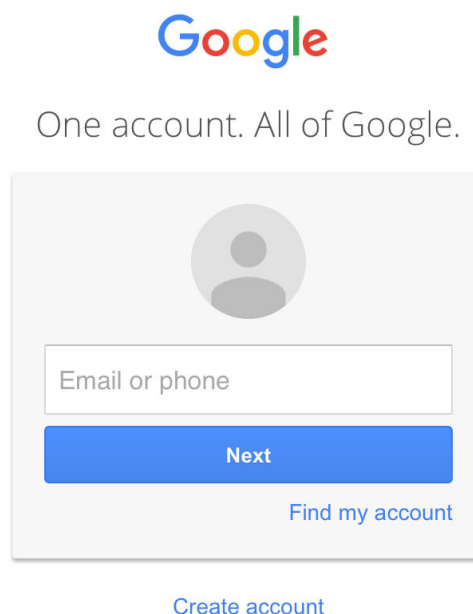 Google
One account. All of Google.
Email or phone
Next
Find my account
Create account